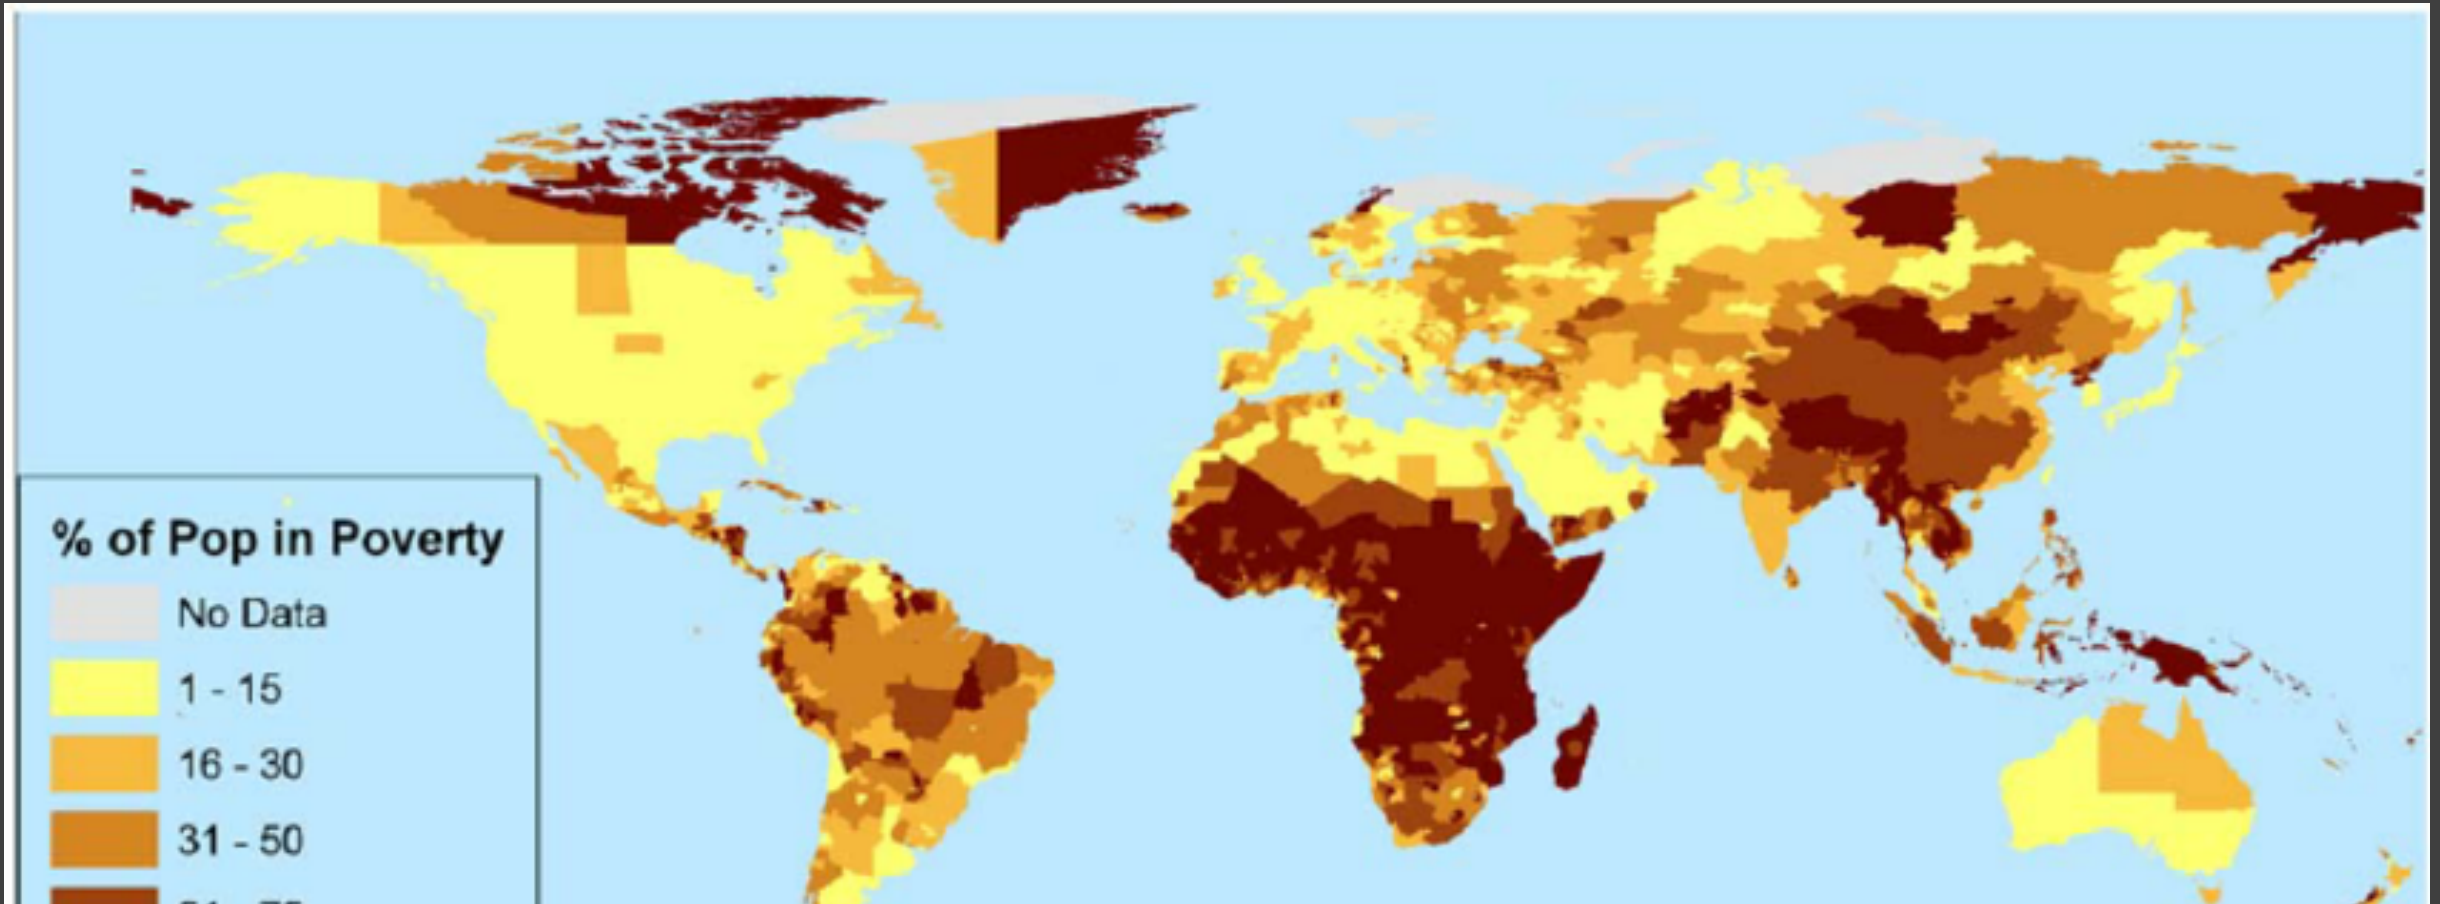 % of Pop in Poverty
No Data
1 - 15
16 - 30
31 - 50